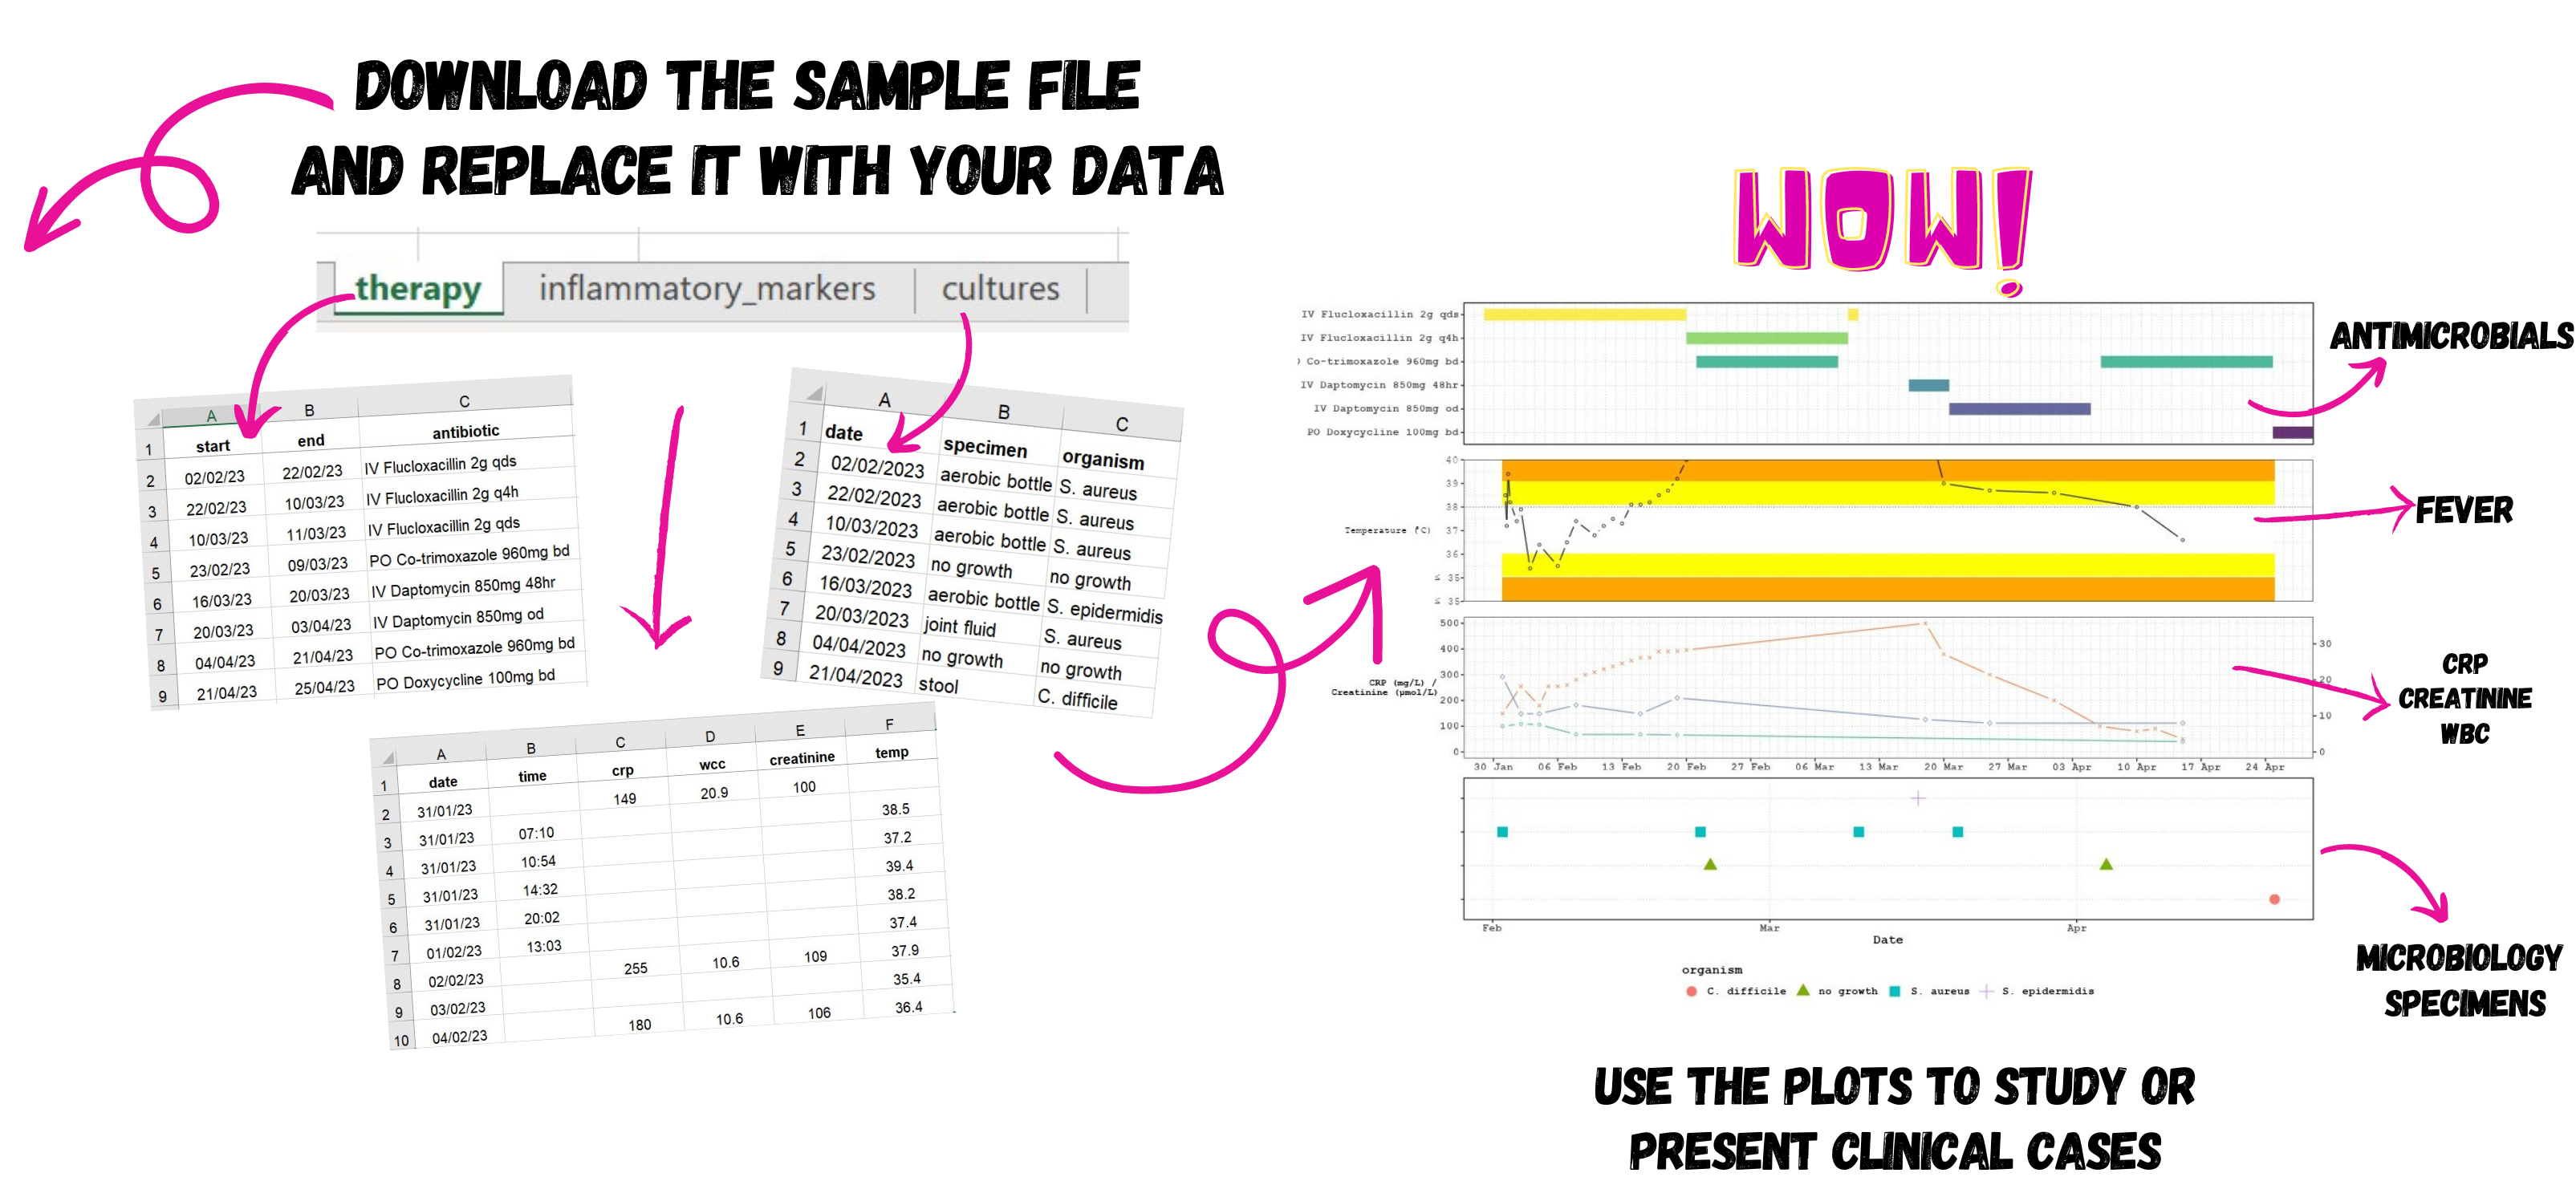 DOWNLOAD THE SAMPLE FILE
AND REPLACE IT WITH YOUR DATA
therapy inflammatory_markers cultures
A B C
1 start end antibiotic
2 02/02/23 22/02/23 IV Flucloxacillin 2g qds
3 22/02/23 10/03/23 IV Flucloxacillin 2g q4h
4 10/03/23 11/03/23 IV Flucloxacillin 2g qds
5 23/02/23 09/03/23 PO Co-trimoxazole 960mg bd
6 16/03/23 20/03/23 IV Daptomycin 850mg 48hr
7 20/03/23 03/04/23 IV Daptomycin 850mg od
8 04/04/23 21/04/23 PO Co-trimoxazole 960mg bd
9 21/04/23 25/04/23 PO Doxycycline 100mg bd
A B C
1 date specimen organism
2 02/02/2023 aerobic bottle S. aureus
3 22/02/2023 aerobic bottle S. aureus
4 10/03/2023 aerobic bottle S. aureus
5 23/02/2023 no growth no growth
6 16/03/2023 aerobic bottle S. epidermidis
7 20/03/2023 joint fluid S. aureus
8 04/04/2023 no growth no growth
9 21/04/2023 stool C. difficile
A B C D E F
1 date time crp wcc creatinine temp
2 31/01/23 149 20.9 100
3 31/01/23 07:10 38.5
4 31/01/23 10:54 37.2
5 31/01/23 14:32 39.4
6 31/01/23 20:02 38.2
7 01/02/23 13:03 37.4
8 02/02/23 255 10.6 109 37.9
9 03/02/23 35.4
10 04/02/23 180 10.6 106 36.4
WOW!
IV Flucloxacillin 2g qds
IV Flucloxacillin 2g q4h
Co-trimoxazole 960mg bd
IV Daptomycin 850mg 48hr
IV Daptomycin 850mg od
PO Doxycycline 100mg bd
ANTIMICROBIALS
40
39
38
37
36
35
35
Temperature (°C)
FEVER
500
400
300
200
100
0
CRP (mg/L) /
Creatinine (µmol/L)
30
20
10
0
30 Jan 06 Feb 13 Feb 20 Feb 27 Feb 06 Mar 13 Mar 20 Mar 27 Mar 03 Apr 10 Apr 17 Apr 24 Apr
CRP
CREATININE
WBC
Feb Mar Apr
Date
organism
C. difficile no growth S. aureus S. epidermidis
MICROBIOLOGY
SPECIMENS
USE THE PLOTS TO STUDY OR
PRESENT CLINICAL CASES